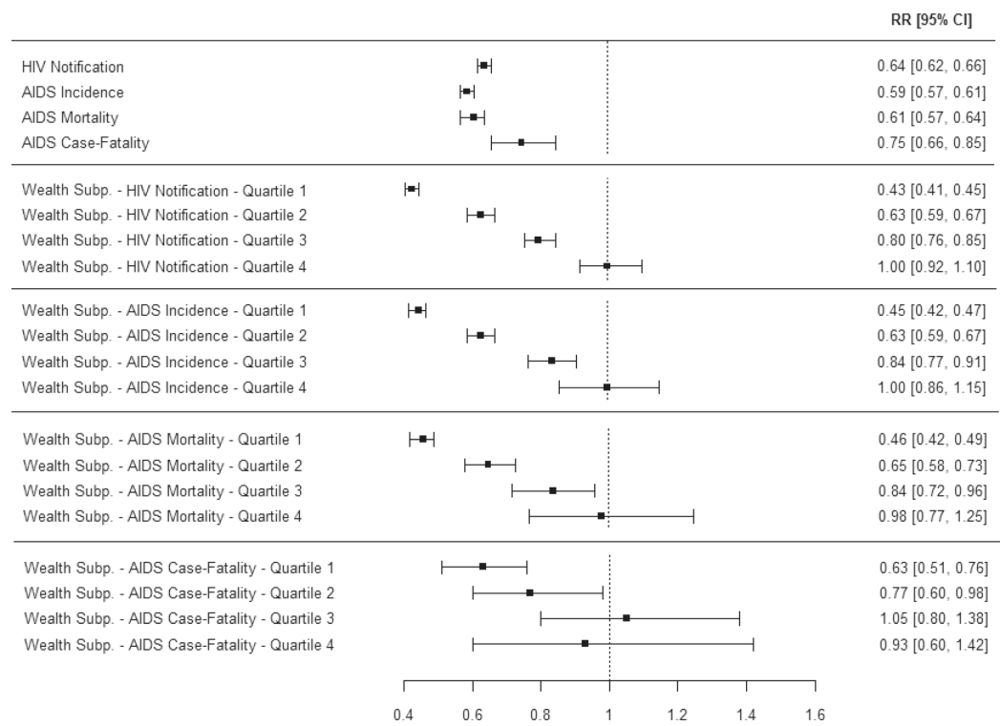 RR [95% CI]
HIV Notification 0.64 [0.62, 0.66]
AIDS Incidence 0.59 [0.57, 0.61]
AIDS Mortality 0.61 [0.57, 0.64]
AIDS Case-Fatality 0.75 [0.66, 0.85]
Wealth Subp. - HIV Notification - Quartile 1 0.43 [0.41, 0.45]
Wealth Subp. - HIV Notification - Quartile 2 0.63 [0.59, 0.67]
Wealth Subp. - HIV Notification - Quartile 3 0.80 [0.76, 0.85]
Wealth Subp. - HIV Notification - Quartile 4 1.00 [0.92, 1.10]
Wealth Subp. - AIDS Incidence - Quartile 1 0.45 [0.42, 0.47]
Wealth Subp. - AIDS Incidence - Quartile 2 0.63 [0.59, 0.67]
Wealth Subp. - AIDS Incidence - Quartile 3 0.84 [0.77, 0.91]
Wealth Subp. - AIDS Incidence - Quartile 4 1.00 [0.86, 1.15]
Wealth Subp. - AIDS Mortality - Quartile 1 0.46 [0.42, 0.49]
Wealth Subp. - AIDS Mortality - Quartile 2 0.65 [0.58, 0.73]
Wealth Subp. - AIDS Mortality - Quartile 3 0.84 [0.72, 0.96]
Wealth Subp. - AIDS Mortality - Quartile 4 0.98 [0.77, 1.25]
Wealth Subp. - AIDS Case-Fatality - Quartile 1 0.63 [0.51, 0.76]
Wealth Subp. - AIDS Case-Fatality - Quartile 2 0.77 [0.60, 0.98]
Wealth Subp. - AIDS Case-Fatality - Quartile 3 1.05 [0.80, 1.38]
Wealth Subp. - AIDS Case-Fatality - Quartile 4 0.93 [0.60, 1.42]
0.4 0.6 0.8 1 1.2 1.4 1.6